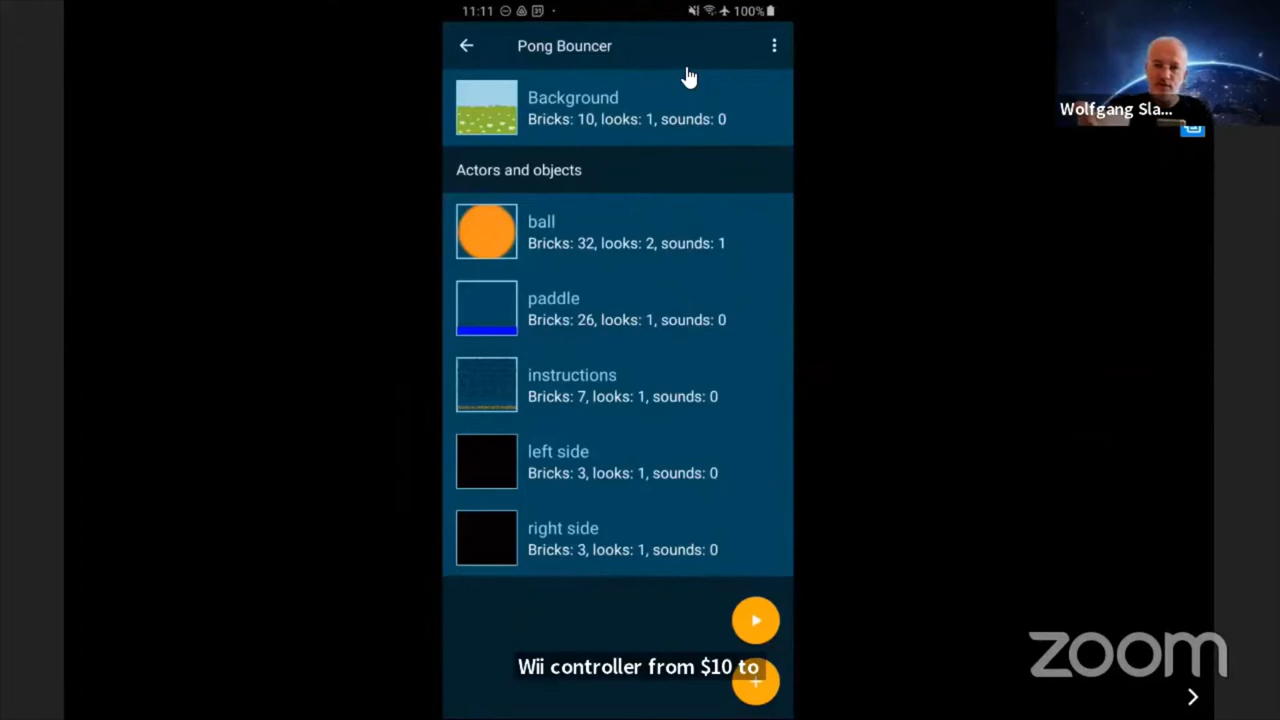 11:11
100%
Pong Bouncer
Background
Bricks: 10, looks: 1, sounds: 0
Wolfgang Sla...
Actors and objects
ball
Bricks: 32, looks: 2, sounds: 1
paddle
Bricks: 26, looks: 1, sounds: 0
instructions
Bricks: 7, looks: 1, sounds: 0
left side
Bricks: 3, looks: 1, sounds: 0
right side
Bricks: 3, looks: 1, sounds: 0
Wii controller from $10 to
zoom